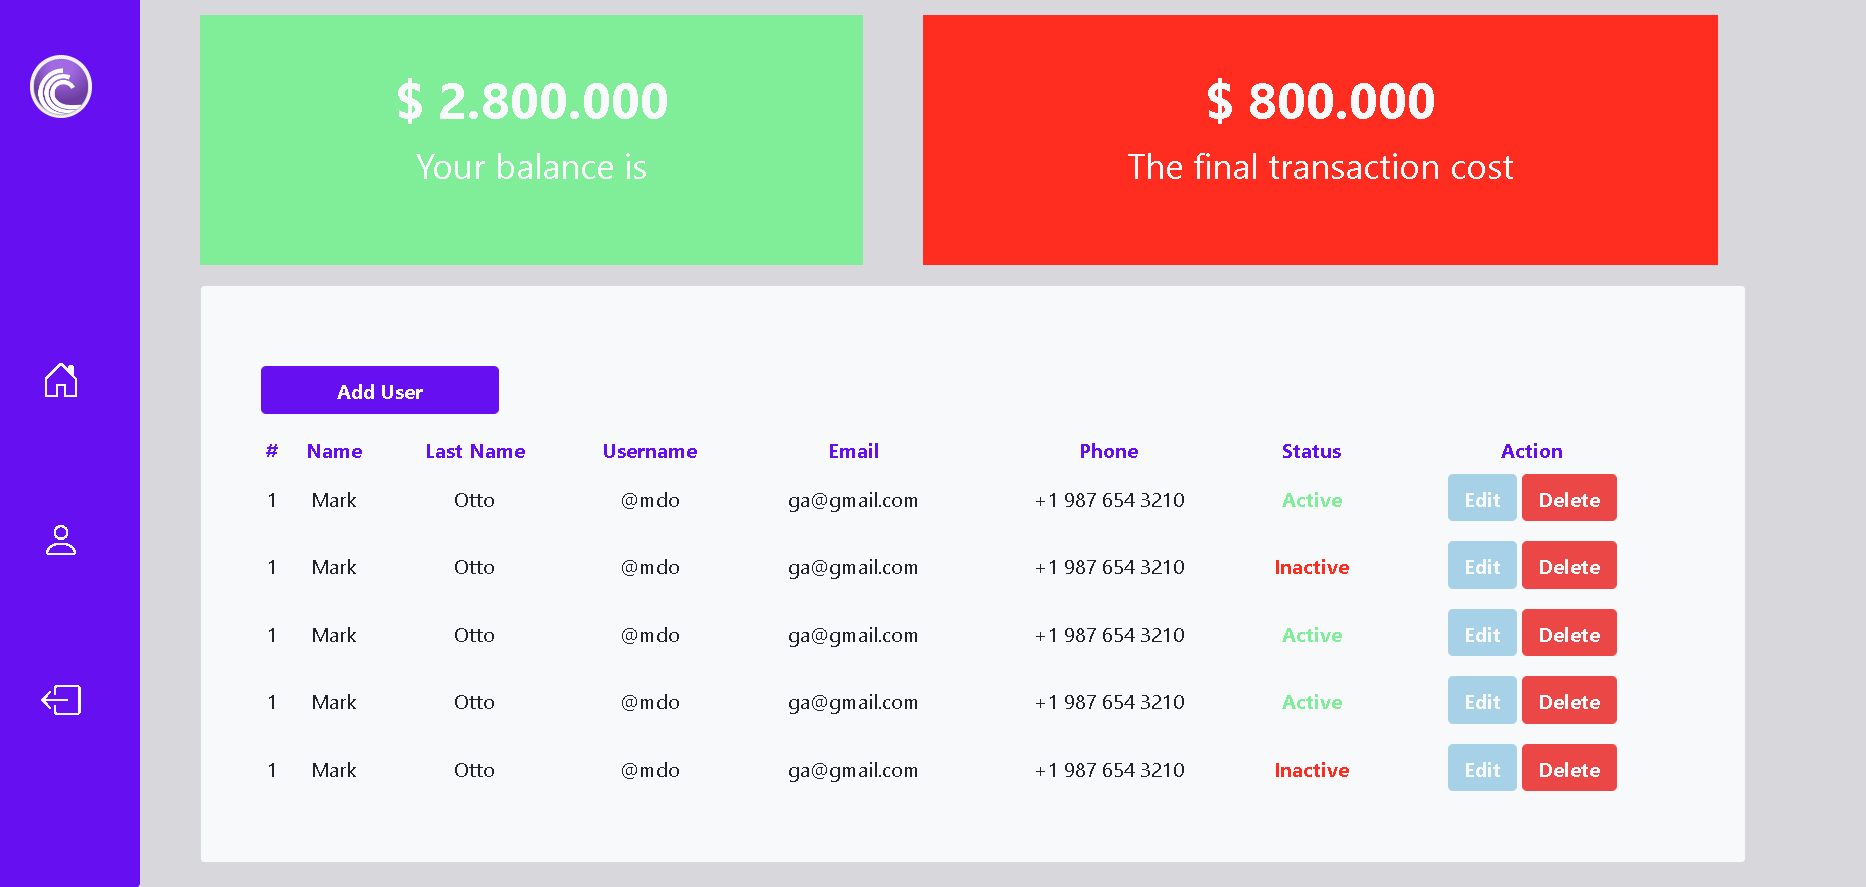 $ 2.800.000
Your balance is
$ 800.000
The final transaction cost
Add User
# Name Last Name Username Email Phone Status Action
1 Mark Otto @mdo ga@gmail.com +1 987 654 3210 Active Edit Delete
1 Mark Otto @mdo ga@gmail.com +1 987 654 3210 Inactive Edit Delete
1 Mark Otto @mdo ga@gmail.com +1 987 654 3210 Active Edit Delete
1 Mark Otto @mdo ga@gmail.com +1 987 654 3210 Active Edit Delete
1 Mark Otto @mdo ga@gmail.com +1 987 654 3210 Inactive Edit Delete